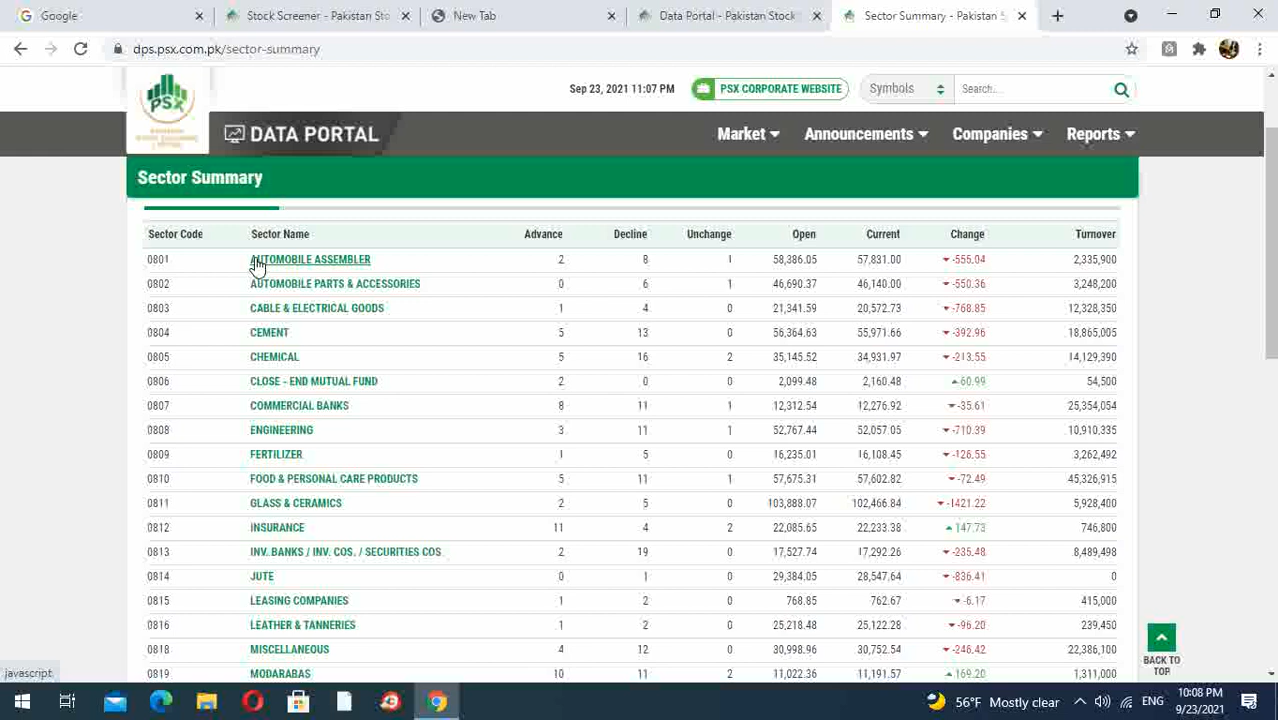 Google
Stock Screener - Pakistan Sto
New Tab
Data Portal - Pakistan Stock
Sector Summary - Pakistan S
dps.psx.com.pk/sector-summary
PSX
Sep 23, 2021 11:07 PM
PSX CORPORATE WEBSITE
Symbols
Search...
DATA PORTAL
Market
Announcements
Companies
Reports
Sector Summary
Sector Code Sector Name Advance Decline Unchange Open Current Change Turnover
0801 AUTOMOBILE ASSEMBLER 2 8 1 58,386.05 57,831.00 -555.04 2,335,900
0802 AUTOMOBILE PARTS & ACCESSORIES 0 6 1 46,690.37 46,140.00 -550.36 3,248,200
0803 CABLE & ELECTRICAL GOODS 1 4 0 21,341.59 20,572.73 -768.85 12,328,350
0804 CEMENT 5 13 0 56,364.63 55,971.66 -392.96 18,865,005
0805 CHEMICAL 5 16 2 35,145.52 34,931.97 -213.55 14,129,390
0806 CLOSE - END MUTUAL FUND 2 0 0 2,099.48 2,160.48 60.99 54,500
0807 COMMERCIAL BANKS 8 11 1 12,312.54 12,276.92 -35.61 25,354,054
0808 ENGINEERING 3 11 1 52,767.44 52,057.05 -710.39 10,910,335
0809 FERTILIZER 1 5 0 16,235.01 16,108.45 -126.55 3,262,492
0810 FOOD & PERSONAL CARE PRODUCTS 5 11 1 57,675.31 57,602.82 -72.49 45,326,915
0811 GLASS & CERAMICS 2 5 0 103,888.07 102,466.84 -1421.22 5,928,400
0812 INSURANCE 11 4 2 22,085.65 22,233.38 147.73 746,800
0813 INV. BANKS / INV. COS. / SECURITIES COS. 2 19 0 17,527.74 17,292.26 -235.48 8,489,498
0814 JUTE 0 1 0 29,384.05 28,547.64 -836.41 0
0815 LEASING COMPANIES 1 2 0 768.85 762.67 -6.17 415,000
0816 LEATHER & TANNERIES 1 2 0 25,218.48 25,122.28 -96.20 239,450
0818 MISCELLANEOUS 4 12 0 30,998.96 30,752.54 -246.42 22,386,100
0819 MODARABAS 10 11 2 11,022.36 11,191.57 169.20 1,311,000
BACK TO
TOP
javascript
56°F Mostly clear
ENG
10:08 PM
9/23/2021